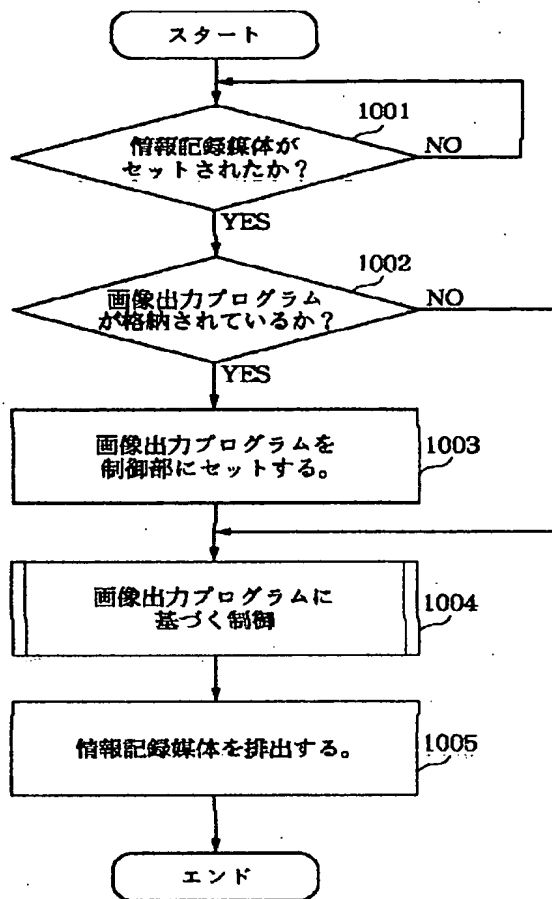 スタート
1001
情報記録媒体が
セットされたか？
NO
YES
1002
画像出力プログラム
が格納されているか？
NO
YES
画像出力プログラムを
制御部にセットする。
1003
画像出力プログラムに
基づく制御
1004
情報記録媒体を排出する。
1005
エンド